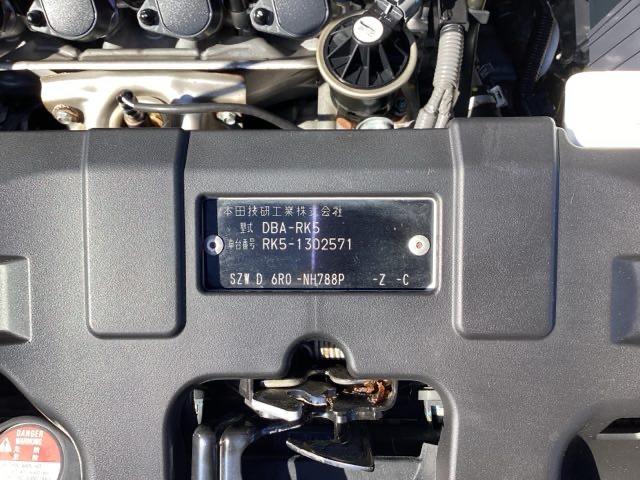 本田技研工業株式会社
型式 DBA-RK5
車台番号 RK5-1302571
SZW D 6R0 -NH788P -Z -C
DANGER